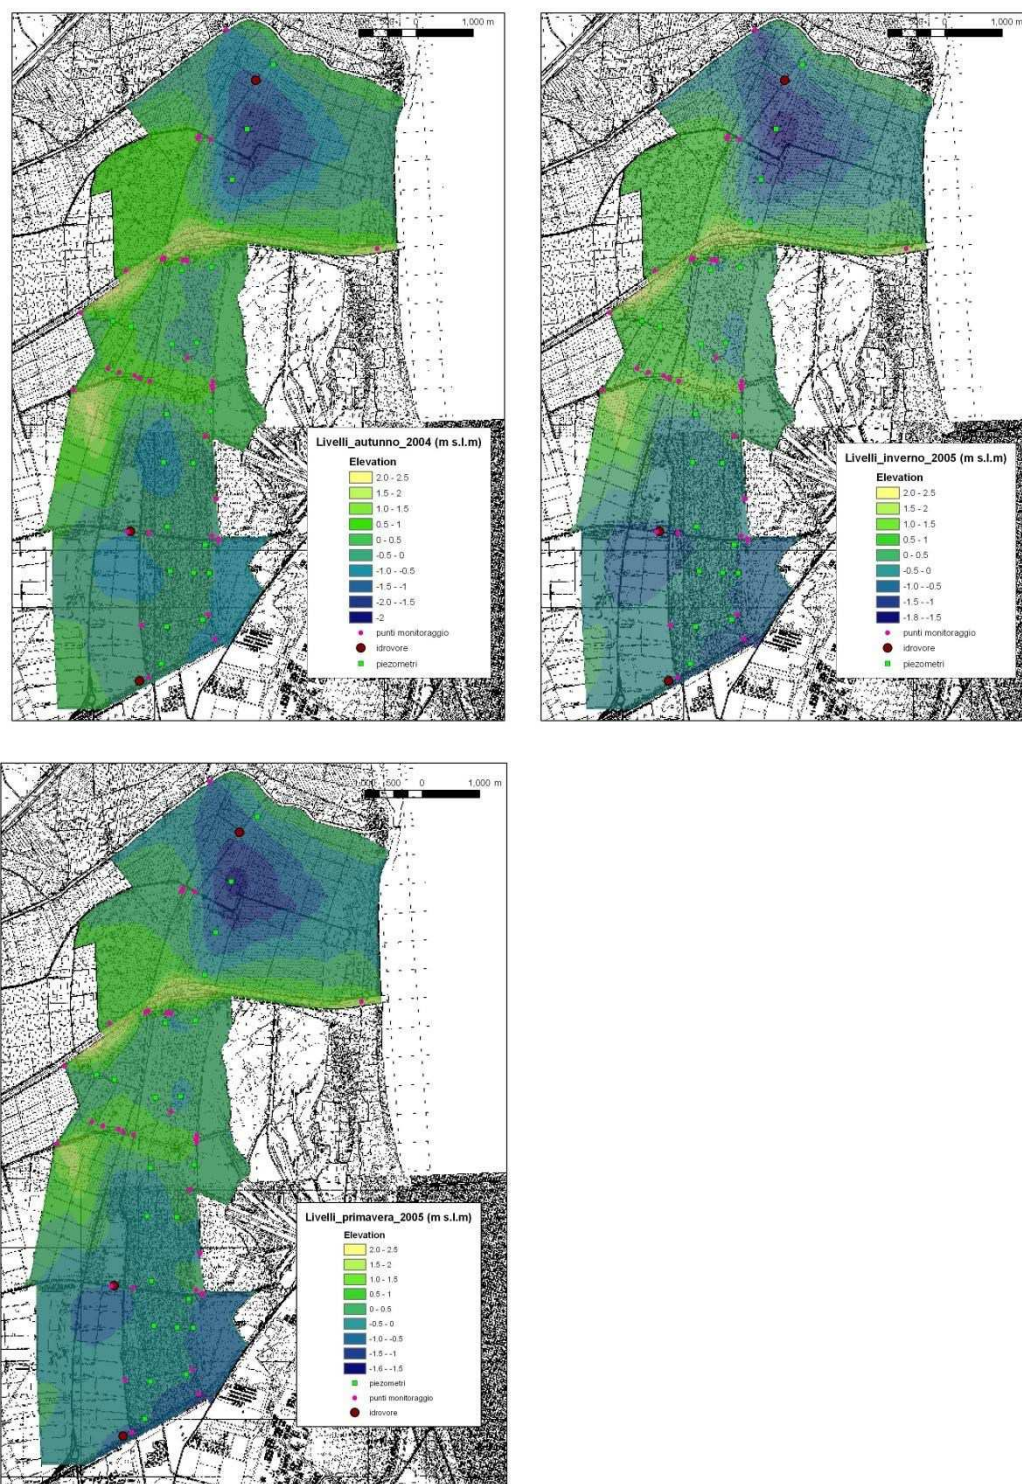 500 0 1,000 m
Livelli_autunno_2004 (m s.l.m)
Elevation
2.0 - 2.5
1.5 - 2
1.0 - 1.5
0.5 - 1
0 - 0.5
-0.5 - 0
-1.0 - -0.5
-1.5 - -1
-2.0 - -1.5
-2
punti monitoraggio
idrovore
piezometri
500 0 1,000 m
Livelli_inverno_2005 (m s.l.m)
Elevation
2.0 - 2.5
1.5 - 2
1.0 - 1.5
0.5 - 1
0 - 0.5
-0.5 - 0
-1.0 - -0.5
-1.5 - -1
-1.8 - -1.5
punti monitoraggio
idrovore
piezometri
500 0 1,000 m
Livelli_primavera_2005 (m s.l.m)
Elevation
2.0 - 2.5
1.5 - 2
1.0 - 1.5
0.5 - 1
0 - 0.5
-0.5 - 0
-1.0 - -0.5
-1.5 - -1
-1.6 - -1.5
piezometri
punti monitoraggio
idrovore